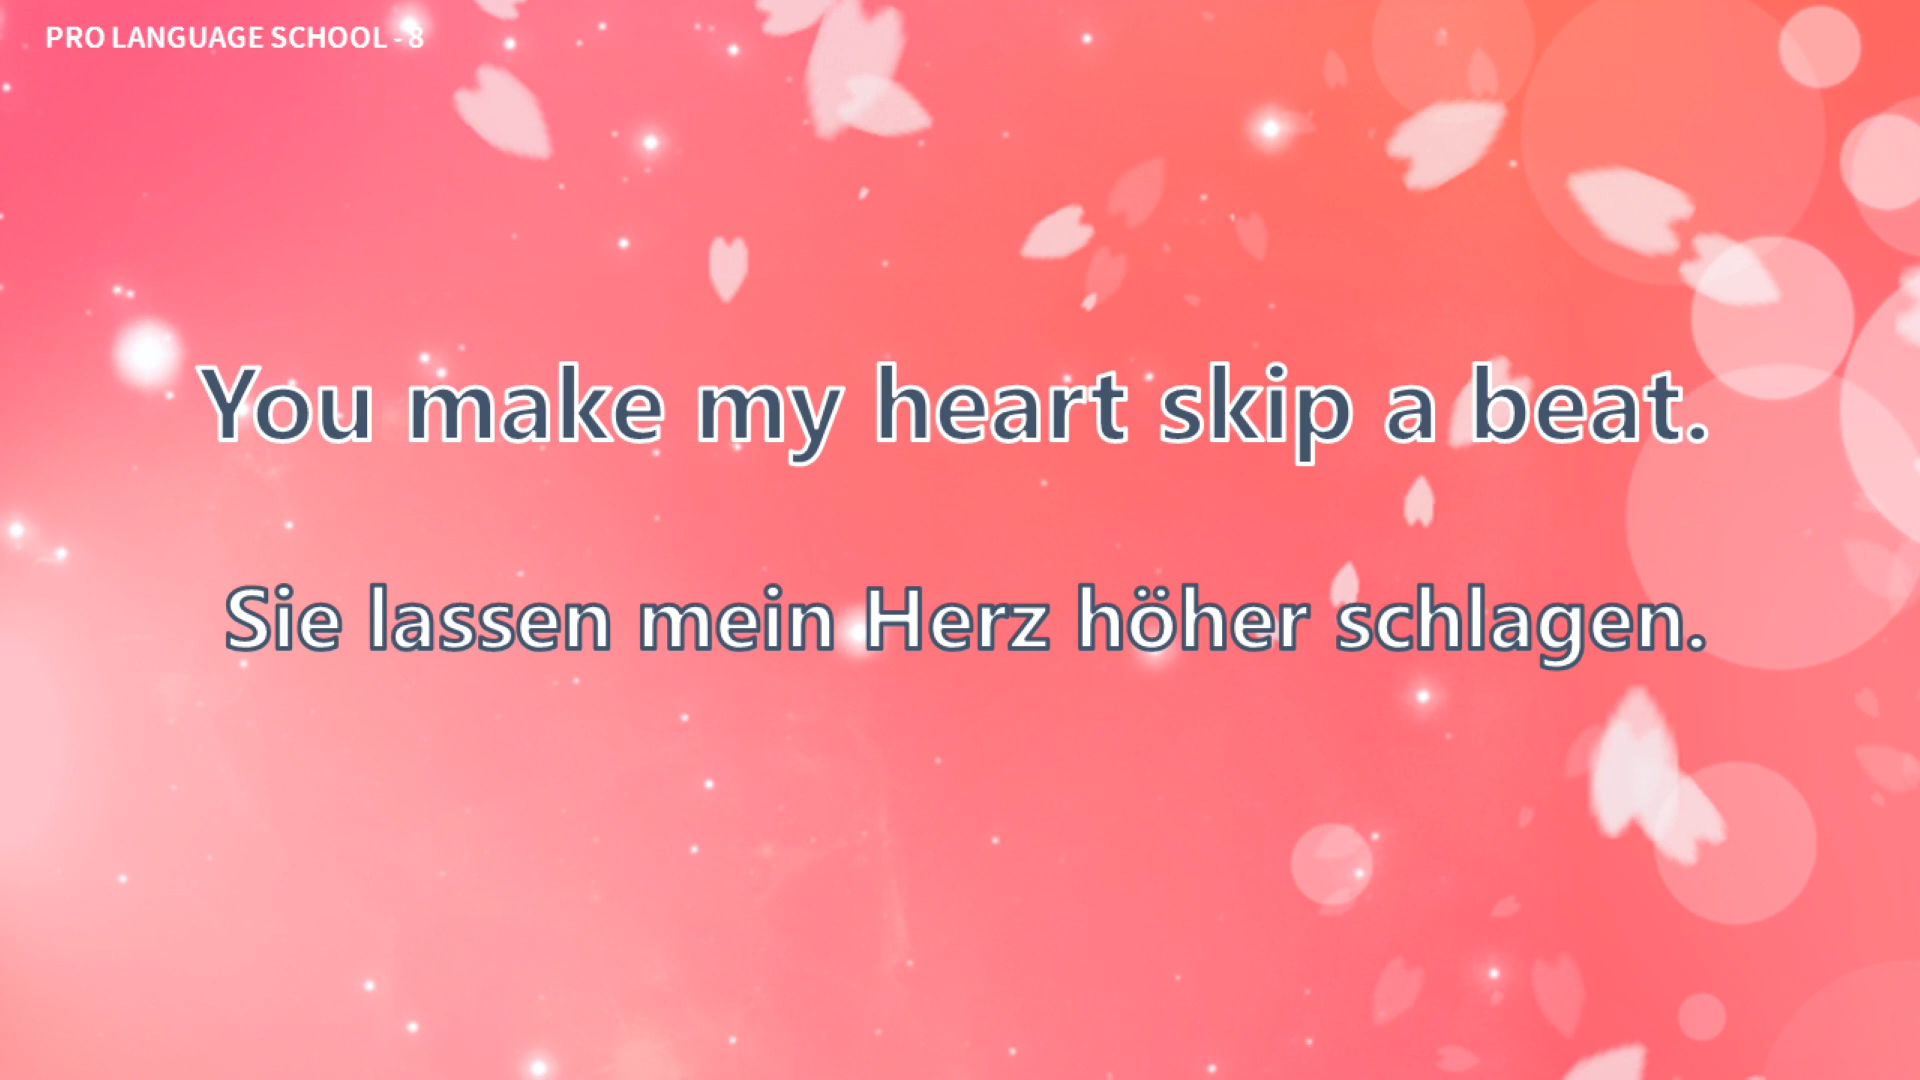 PRO LANGUAGE SCHOOL - 8
You make my heart skip a beat.
Sie lassen mein Herz höher schlagen.